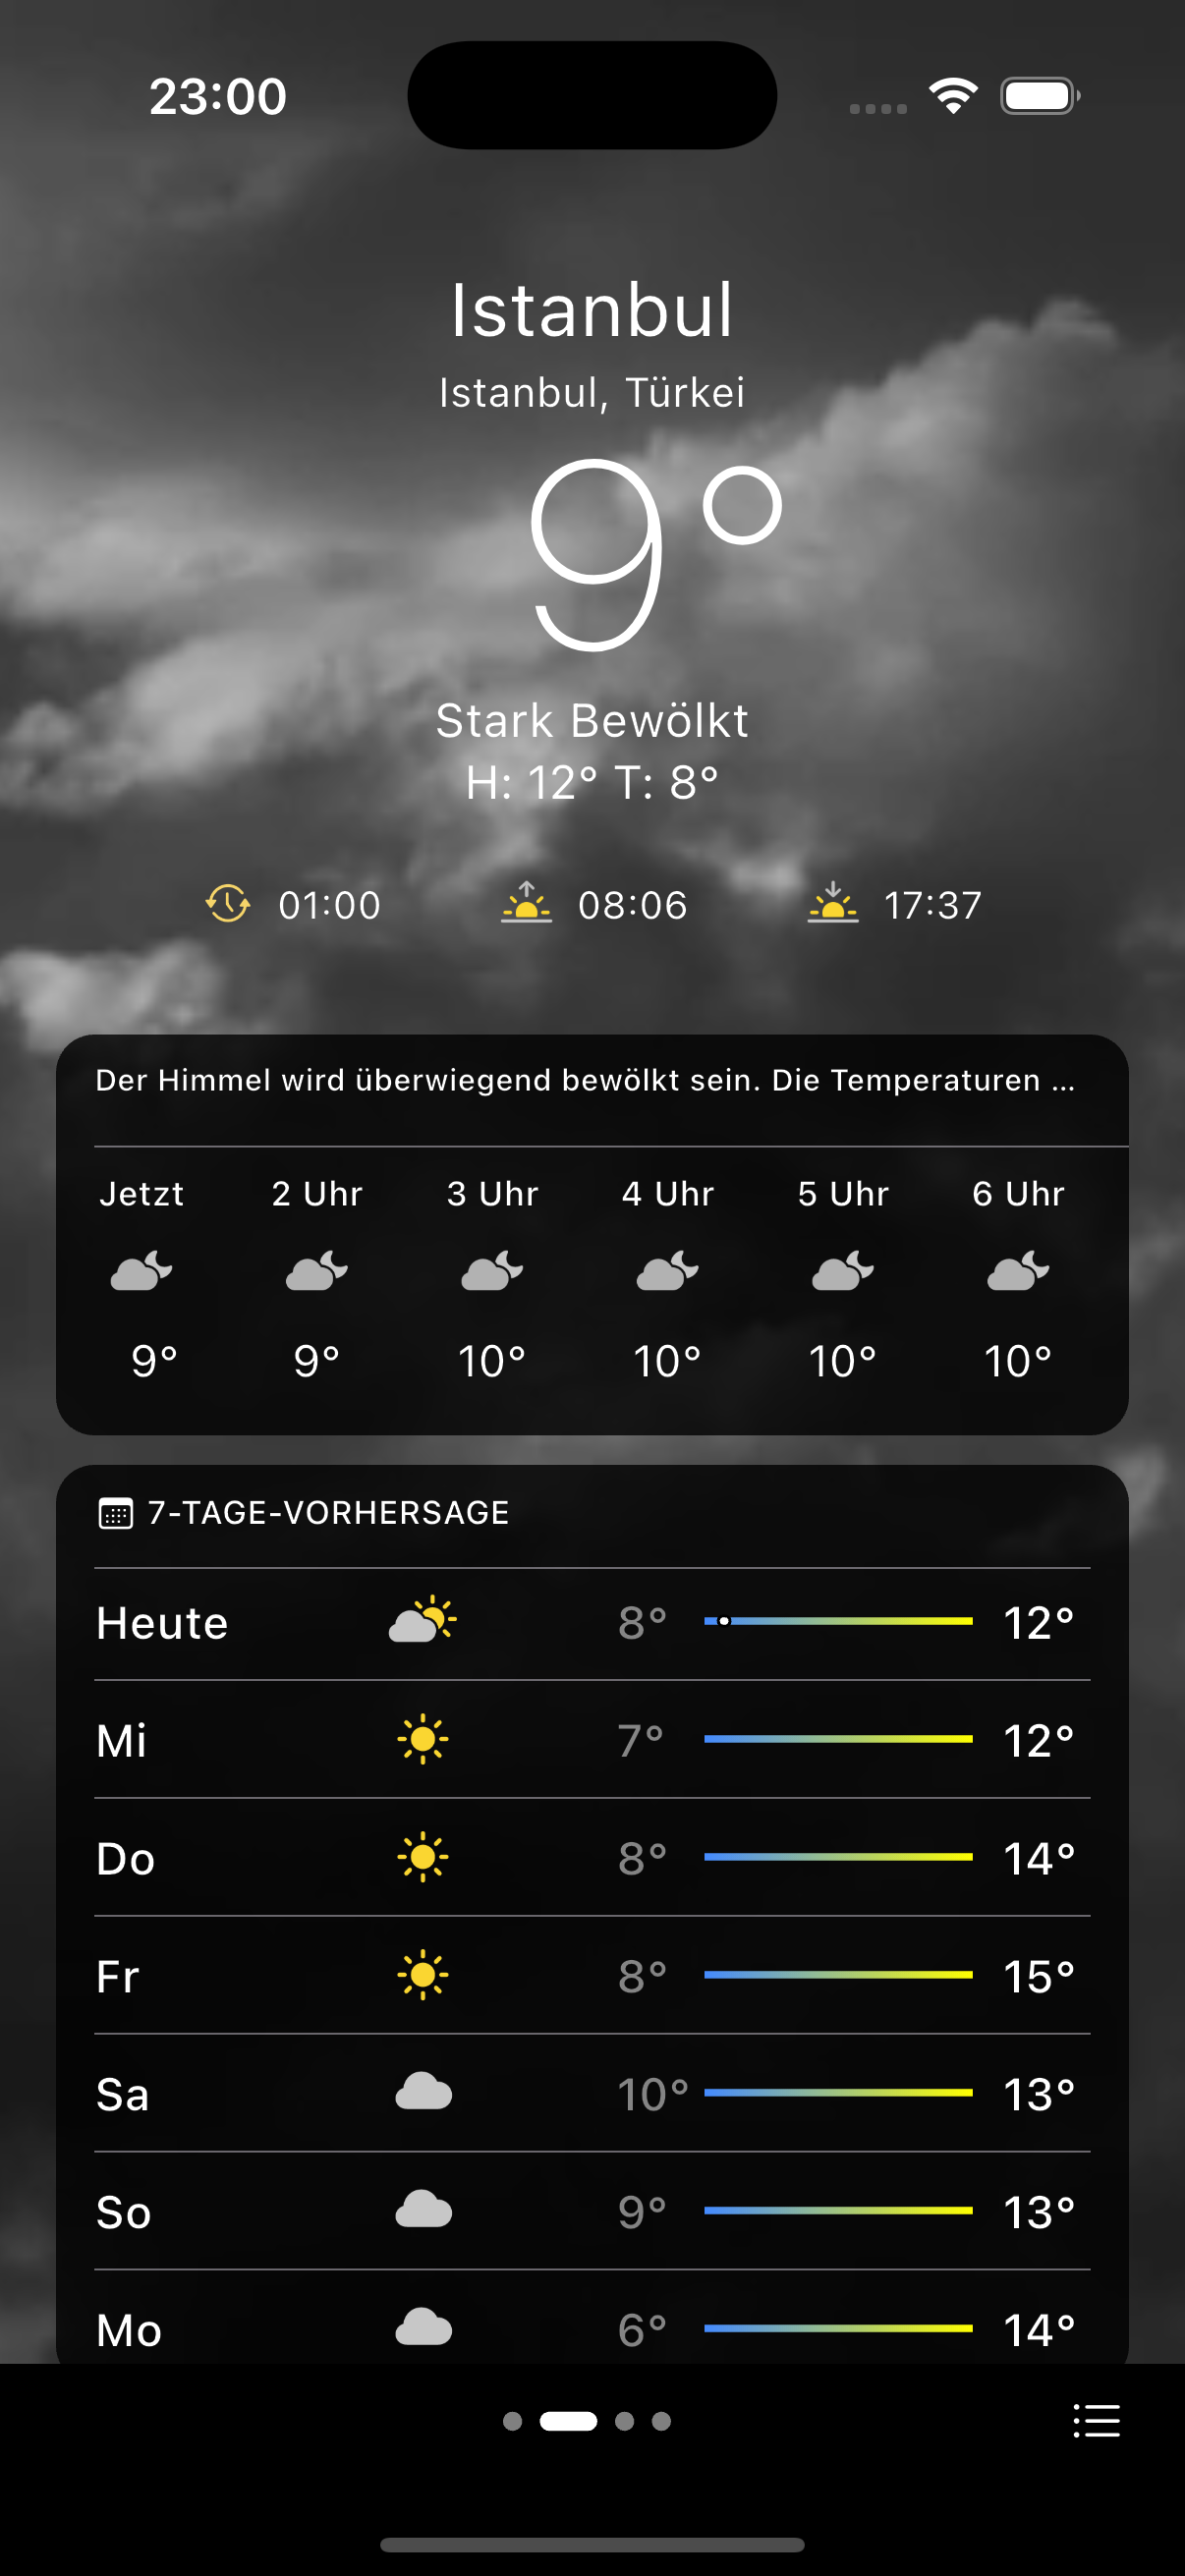 23:00
Istanbul
Istanbul, Türkei
9°
Stark Bewölkt
H: 12° T: 8°
01:00 08:06 17:37
Der Himmel wird überwiegend bewölkt sein. Die Temperaturen ...
Jetzt 2 Uhr 3 Uhr 4 Uhr 5 Uhr 6 Uhr
9° 9° 10° 10° 10° 10°
7-TAGE-VORHERSAGE
Heute 8° 12°
Mi 7° 12°
Do 8° 14°
Fr 8° 15°
Sa 10° 13°
So 9° 13°
Mo 6° 14°